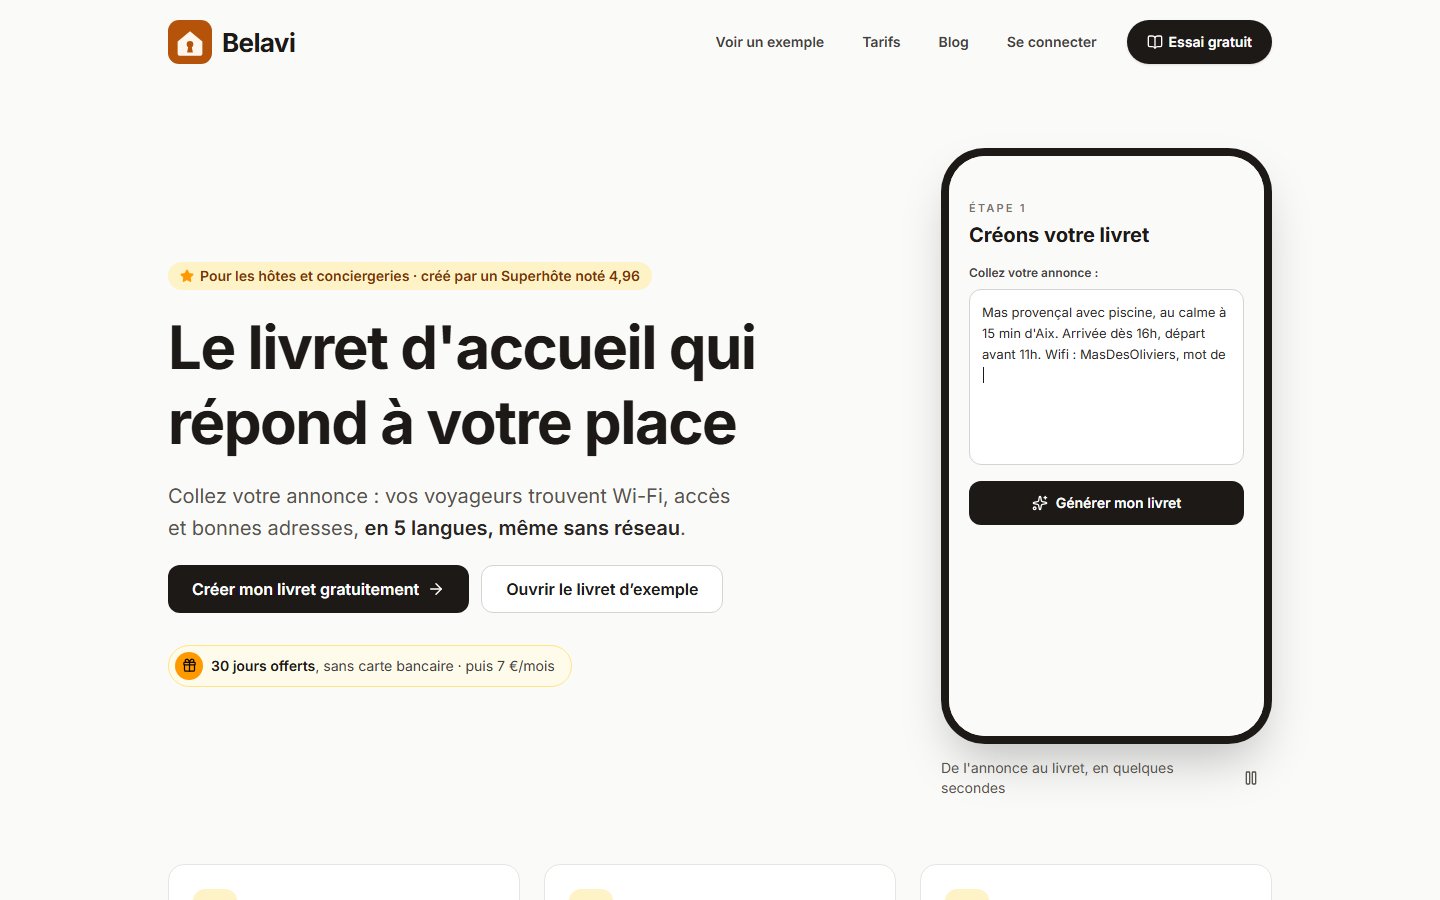 Belavi
Voir un exemple
Tarifs
Blog
Se connecter
Essai gratuit
Pour les hôtes et conciergeries · créé par un Superhôte noté 4,96
Le livret d'accueil qui
répond à votre place
Collez votre annonce : vos voyageurs trouvent Wi-Fi, accès
et bonnes adresses, en 5 langues, même sans réseau.
Créer mon livret gratuitement
Ouvrir le livret d’exemple
30 jours offerts, sans carte bancaire · puis 7 €/mois
ÉTAPE 1
Créons votre livret
Collez votre annonce :
Mas provençal avec piscine, au calme à
15 min d'Aix. Arrivée dès 16h, départ
avant 11h. Wifi : MasDesOliviers, mot de
Générer mon livret
De l'annonce au livret, en quelques
secondes